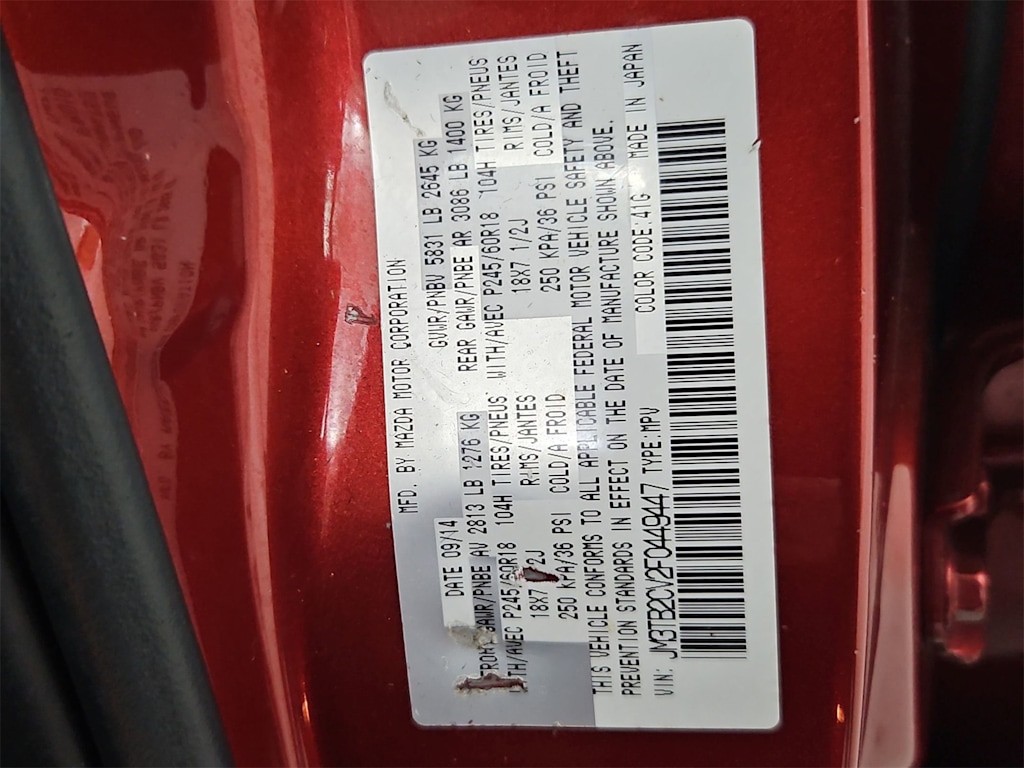 MFD. BY MAZDA MOTOR CORPORATION
DATE 09/14 GVWR/PNBV 5831 LB 2645 KG
FRONT GAWR/PNBE AV 2813 LB 1276 KG REAR GAWR/PNBE AR 3086 LB 1400 KG
P245/60R18 104H TIRES/PNEUS WITH/AVEC P245/60R18 104H TIRES/PNEUS
18X7 RIMS/JANTES 18X7 1/2J RIMS/JANTES
250 KPA/36 PSI COLD/A FROID 250 KPA/36 PSI COLD/A FROID
THIS VEHICLE CONFORMS TO ALL APPLICABLE FEDERAL MOTOR VEHICLE SAFETY AND THEFT
PREVENTION STANDARDS IN EFFECT ON THE DATE OF MANUFACTURE SHOWN ABOVE.
VIN: JM3TB2CV2F0449447 TYPE:MPV COLOR CODE:41G MADE IN JAPAN